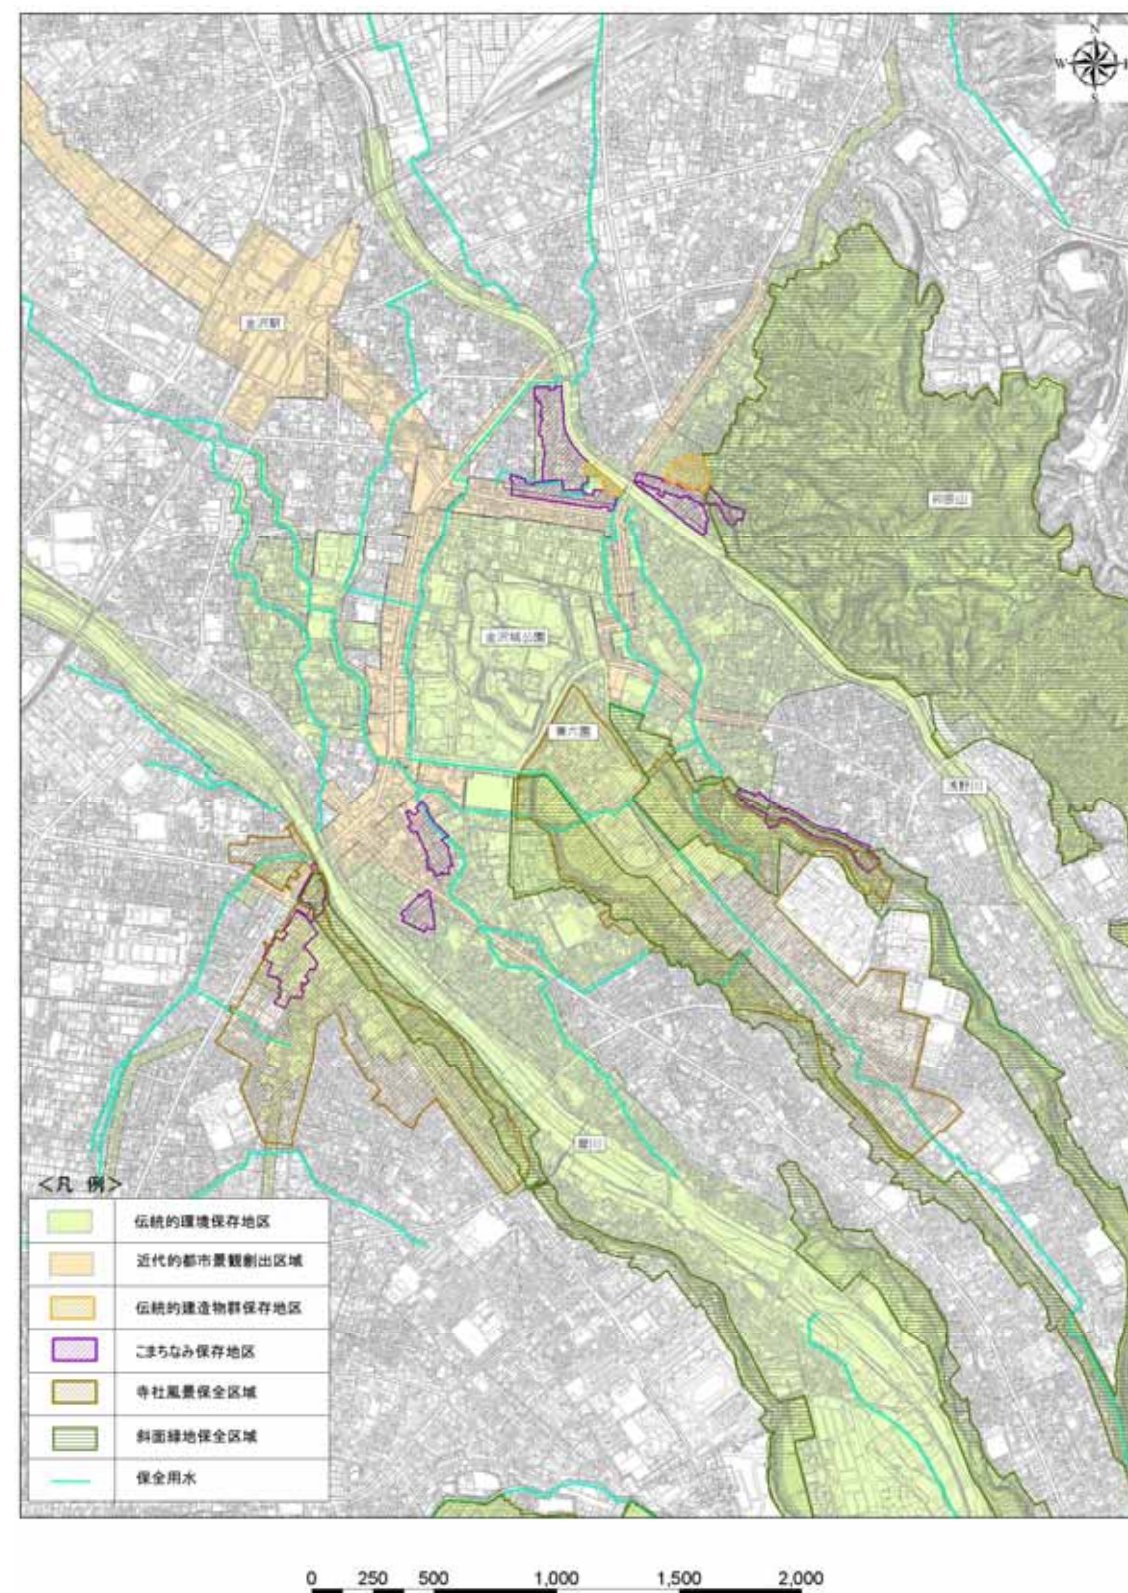 N
W
E
S
金沢駅
卯辰山
金沢城公園
兼六園
浅野川
犀川
<凡 例>
伝統的環境保存地区
近代的都市景観創出区域
伝統的建造物群保存地区
こまちなみ保存地区
寺社風景保全区域
斜面緑地保全区域
保全用水
0 250 500 1,000 1,500 2,000